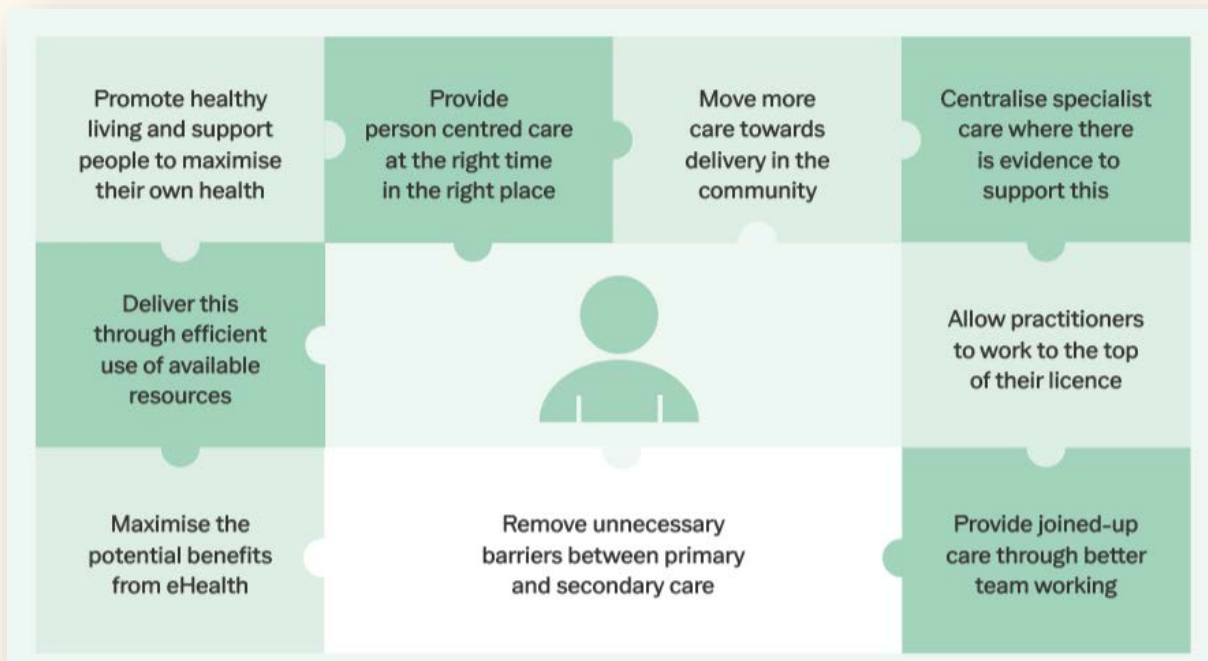 Promote healthy
living and support
people to maximise
their own health
Provide
person centred care
at the right time
in the right place
Move more
care towards
delivery in the
community
Centralise specialist
care where there
is evidence to
support this
Deliver this
through efficient
use of available
resources
Allow practitioners
to work to the top
of their licence
Maximise the
potential benefits
from eHealth
Remove unnecessary
barriers between primary
and secondary care
Provide joined-up
care through better
team working